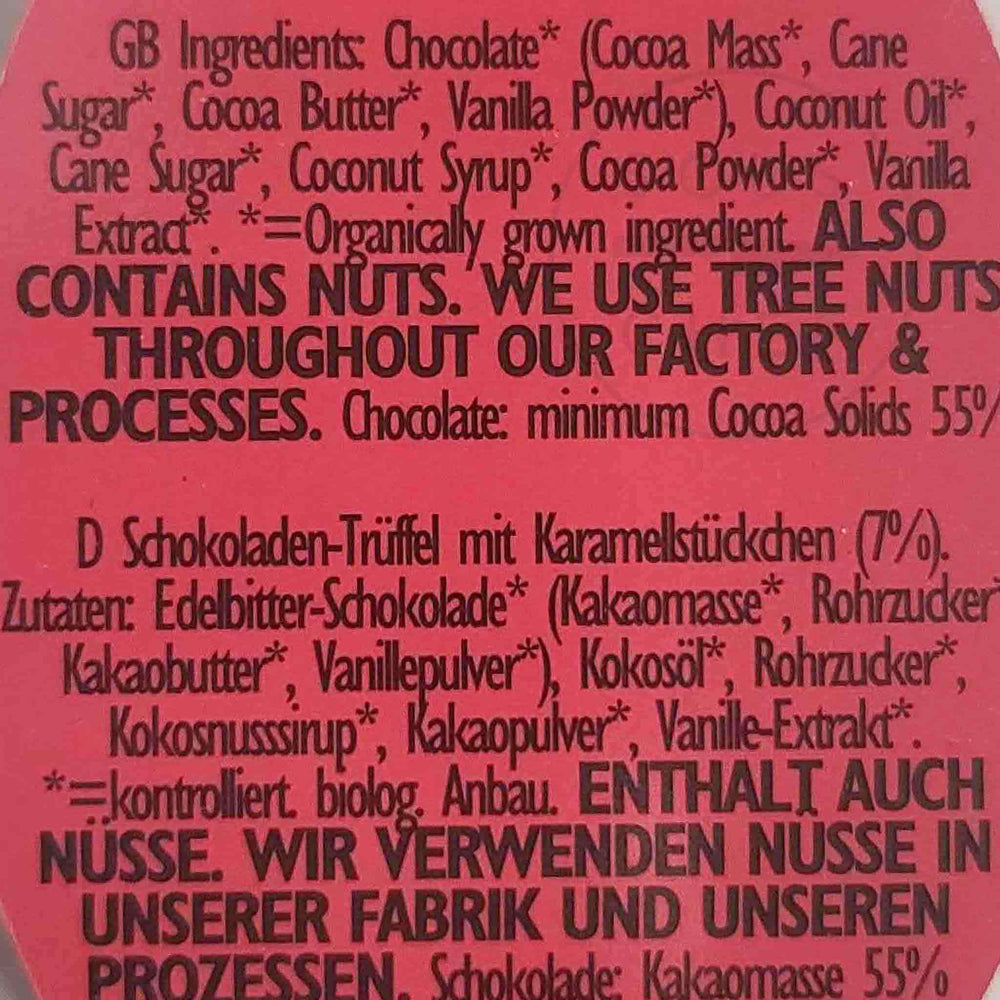 GB Ingredients: Chocolate* (Cocoa Mass*, Cane
Sugar*, Cocoa Butter*, Vanilla Powder*), Coconut Oil*,
Cane Sugar*, Coconut Syrup*, Cocoa Powder*, Vanilla
Extract*. *=Organically grown ingredient. ALSO
CONTAINS NUTS. WE USE TREE NUTS
THROUGHOUT OUR FACTORY &
PROCESSES. Chocolate: minimum Cocoa Solids 55%
D Schokoladen-Trüffel mit Karamellstückchen (7%).
Zutaten: Edelbitter-Schokolade* (Kakaomasse*, Rohrzucker*
Kakaobutter*, Vanillepulver*), Kokosöl*, Rohrzucker*,
Kokosnusssirup*, Kakaopulver*, Vanille-Extrakt*.
*=kontrolliert. biolog. Anbau. ENTHALT AUCH
NÜSSE. WIR VERWENDEN NÜSSE IN
UNSERER FABRIK UND UNSEREN
PROZESSEN. Schokolade: Kakaomasse 55%